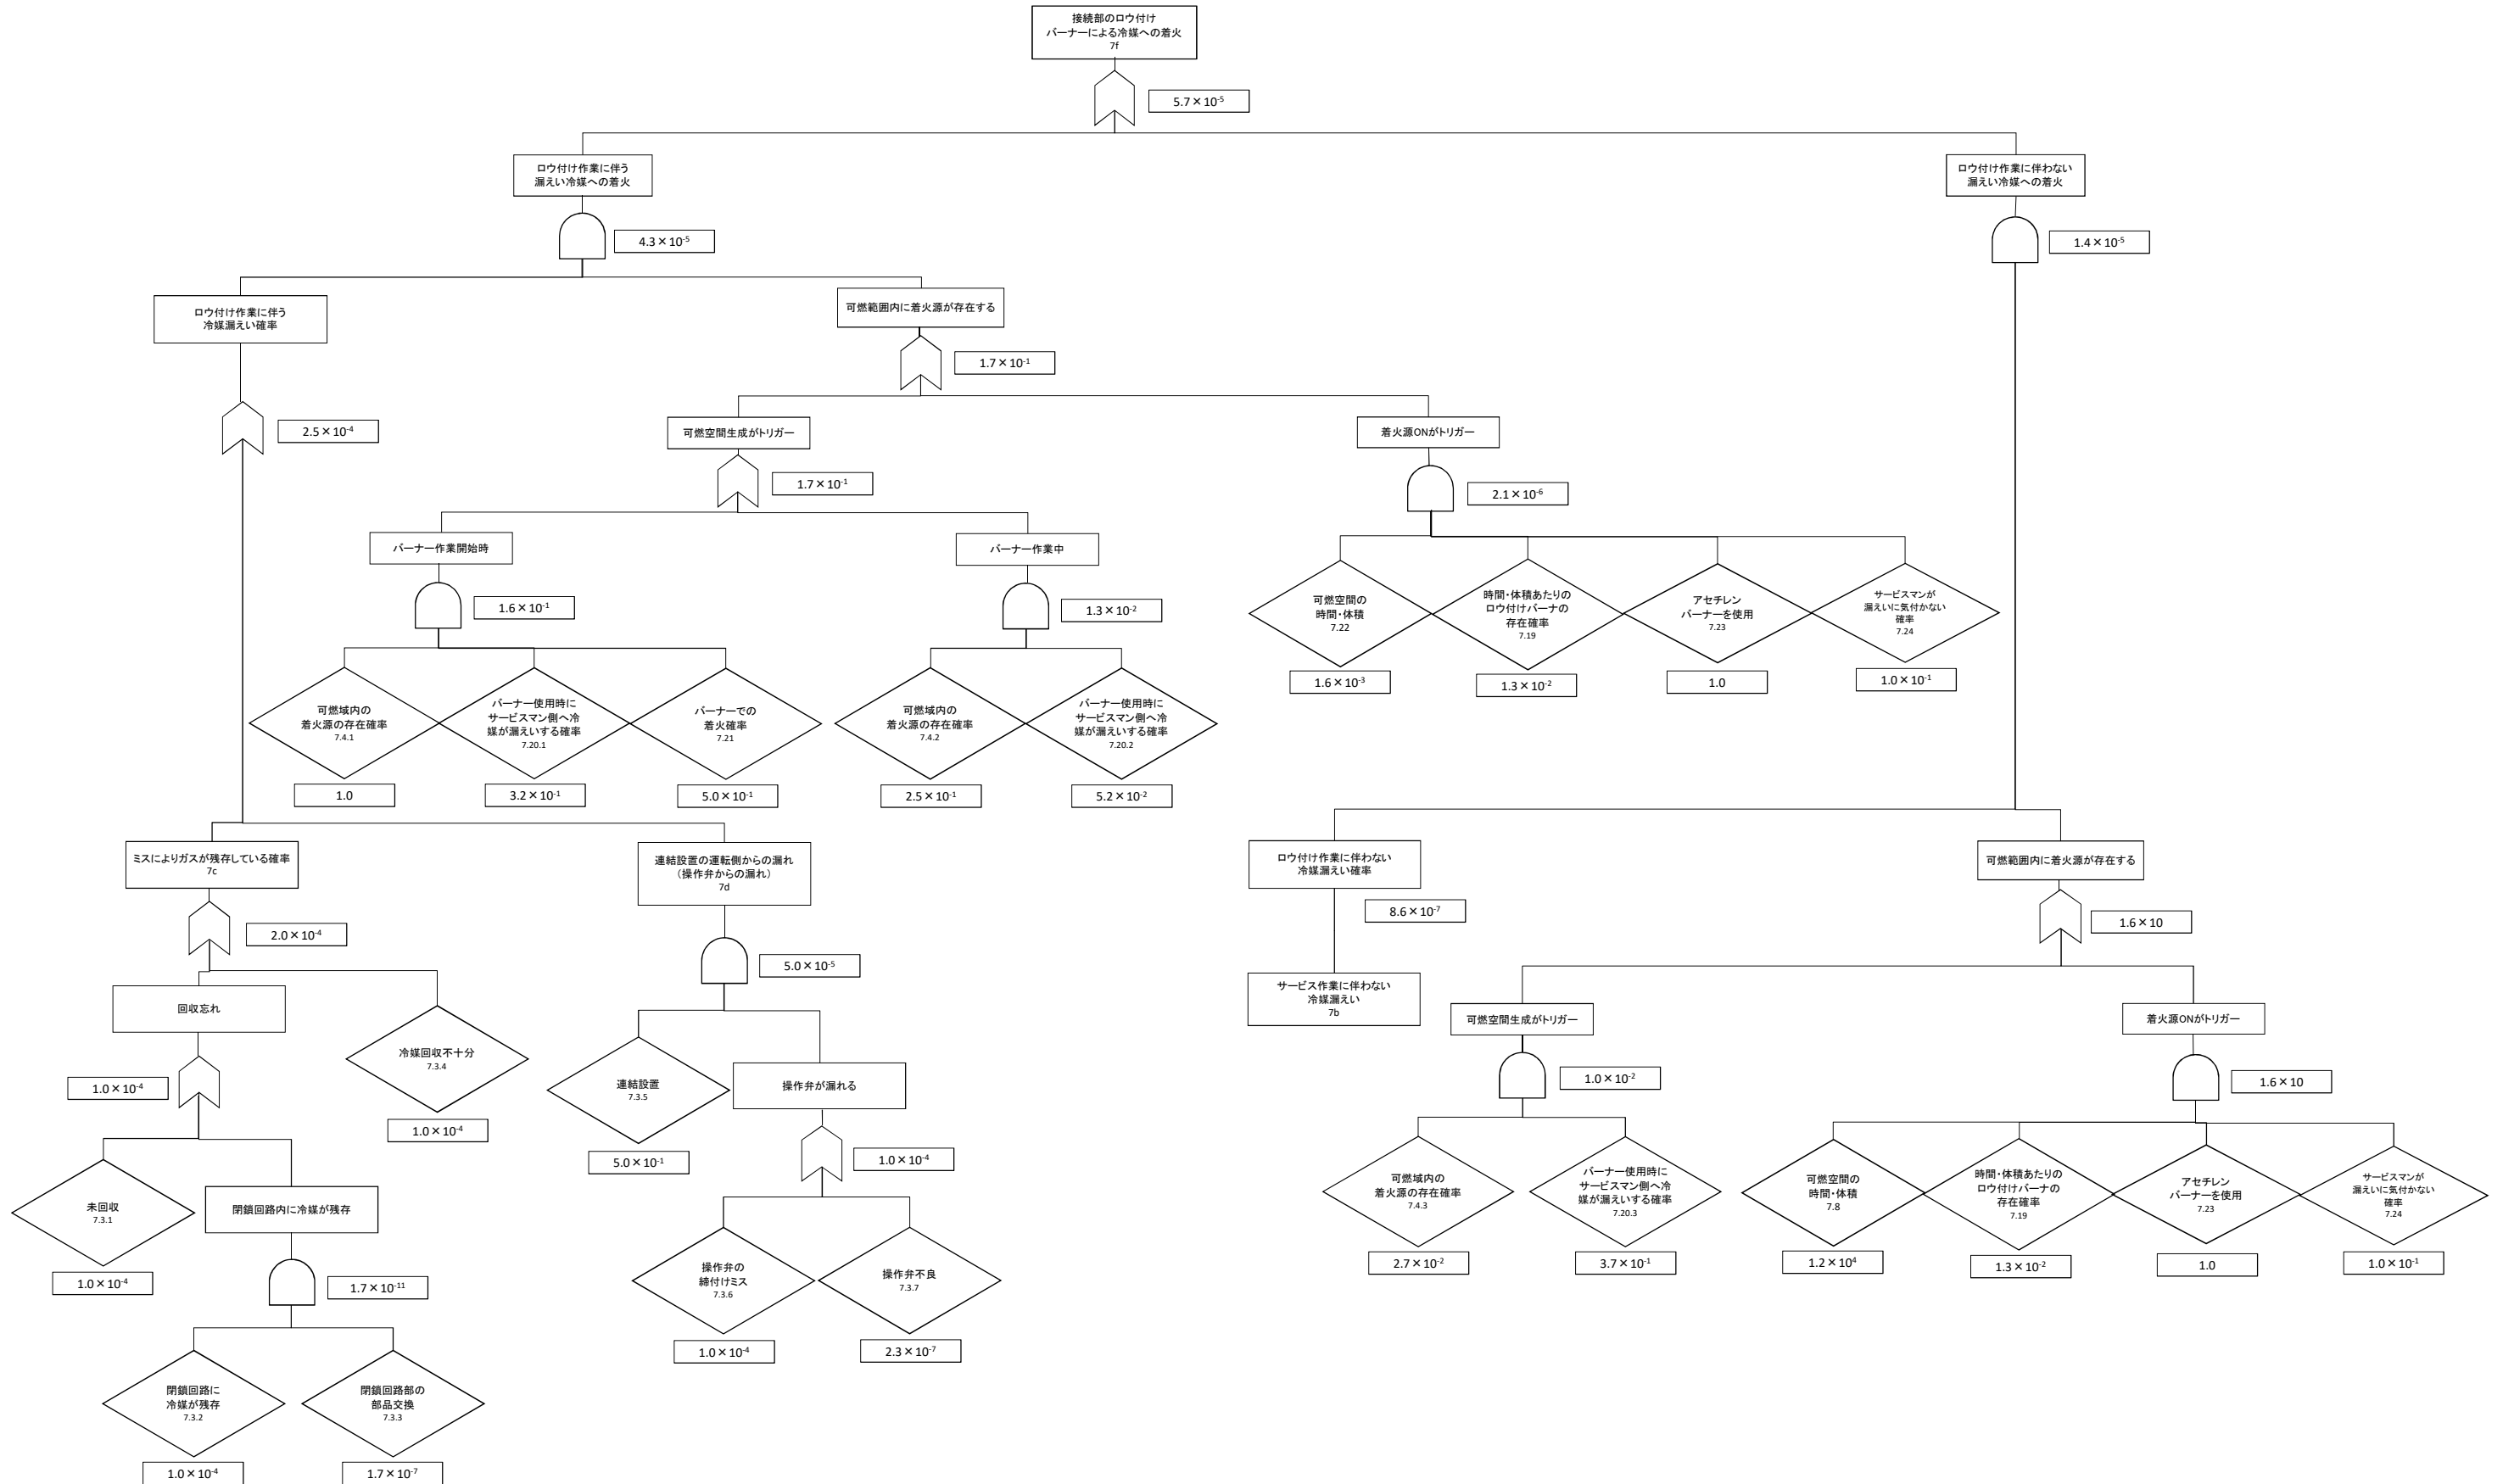 接続部のロウ付け
バーナーによる冷媒への着火
7f
5.7×10-5
ロウ付け作業に伴う
漏えい冷媒への着火
ロウ付け作業に伴わない
漏えい冷媒への着火
4.3×10-5
1.4×10-5
ロウ付け作業に伴う
冷媒漏えい確率
可燃範囲内に着火源が存在する
1.7×10-1
2.5×10-4
可燃空間生成がトリガー
着火源ONがトリガー
1.7×10-1
2.1×10-6
バーナー作業開始時
バーナー作業中
1.6×10-1
1.3×10-2
可燃空間の
時間・体積
7.22
時間・体積あたりの
ロウ付けバーナの
存在確率
7.19
アセチレン
バーナーを使用
7.23
サービスマンが
漏えいに気付かない
確率
7.24
1.6×10-3
1.3×10-2
1.0
1.0×10-1
可燃域内の
着火源の存在確率
7.4.1
バーナー使用時に
サービスマン側へ冷
媒が漏えいする確率
7.20.1
バーナーでの
着火確率
7.21
可燃域内の
着火源の存在確率
7.4.2
バーナー使用時に
サービスマン側へ冷
媒が漏えいする確率
7.20.2
1.0
3.2×10-1
5.0×10-1
2.5×10-1
5.2×10-2
ミスによりガスが残存している確率
7c
連結設置の運転側からの漏れ
（操作弁からの漏れ）
7d
ロウ付け作業に伴わない
冷媒漏えい確率
可燃範囲内に着火源が存在する
8.6×10-7
1.6×10
2.0×10-4
5.0×10-5
サービス作業に伴わない
冷媒漏えい
7b
回収忘れ
可燃空間生成がトリガー
着火源ONがトリガー
冷媒回収不十分
7.3.4
連結設置
7.3.5
操作弁が漏れる
1.0×10-4
1.0×10-2
1.6×10
1.0×10-4
5.0×10-1
1.0×10-4
未回収
7.3.1
閉鎖回路内に冷媒が残存
可燃域内の
着火源の存在確率
7.4.3
バーナー使用時に
サービスマン側へ冷
媒が漏えいする確率
7.20.3
可燃空間の
時間・体積
7.8
時間・体積あたりの
ロウ付けバーナの
存在確率
7.19
アセチレン
バーナーを使用
7.23
サービスマンが
漏えいに気付かない
確率
7.24
2.7×10-2
3.7×10-1
1.2×104
1.3×10-2
1.0
1.0×10-1
1.0×10-4
1.7×10-11
操作弁の
締付けミス
7.3.6
操作弁不良
7.3.7
1.0×10-4
2.3×10-7
閉鎖回路に
冷媒が残存
7.3.2
閉鎖回路部の
部品交換
7.3.3
1.0×10-4
1.7×10-7